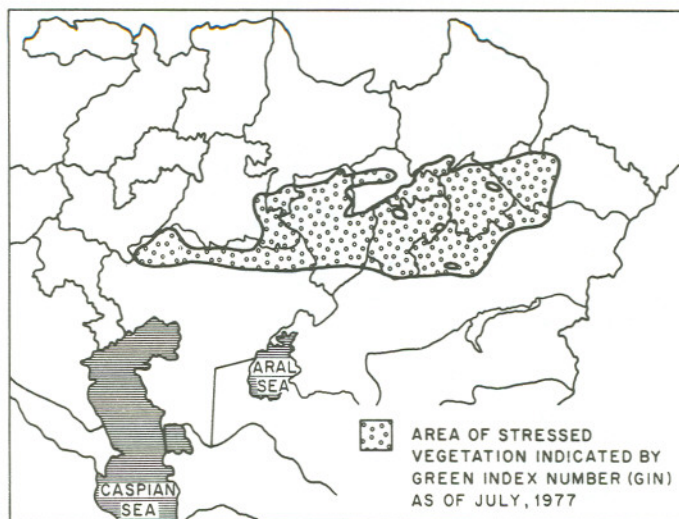 ARAL
SEA
CASPIAN
SEA
AREA OF STRESSED
VEGETATION INDICATED BY
GREEN INDEX NUMBER (GIN)
AS OF JULY, 1977